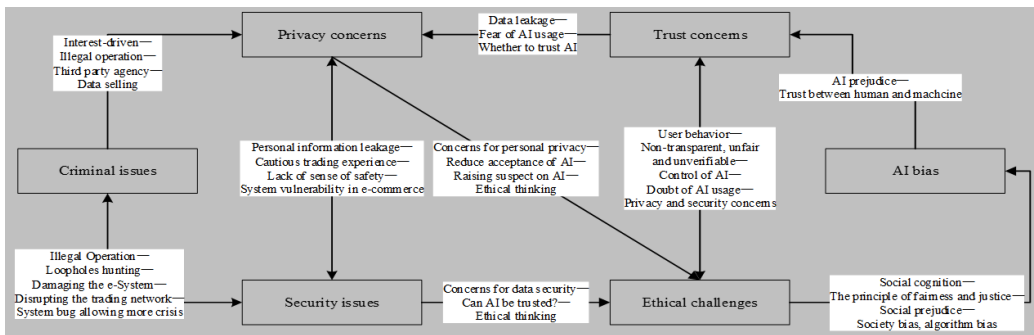 Interest-driven—
Illegal operation—
Third party agency—
Data selling
Privacy concerns
Data leakage—
Fear of AI usage—
Whether to trust AI
Trust concerns
AI prejudice—
Trust between human and machcine
Criminal issues
Personal information leakage—
Cautious trading experience—
Lack of sense of safety—
System vulnerability in e-commerce
Concerns for personal privacy—
Reduce acceptance of AI—
Raising suspect on AI—
Ethical thinking
User behavior—
Non-transparent, unfair
and unverifiable—
Control of AI—
Doubt of AI usage—
Privacy and security concerns
AI bias
Illegal Operation—
Loopholes hunting—
Damaging the e-System—
Disrupting the trading network—
System bug allowing more crisis
Security issues
Concerns for data security—
Can AI be trusted?—
Ethical thinking
Ethical challenges
Social cognition—
The principle of fairness and justice—
Social prejudice—
Society bias, algorithm bias